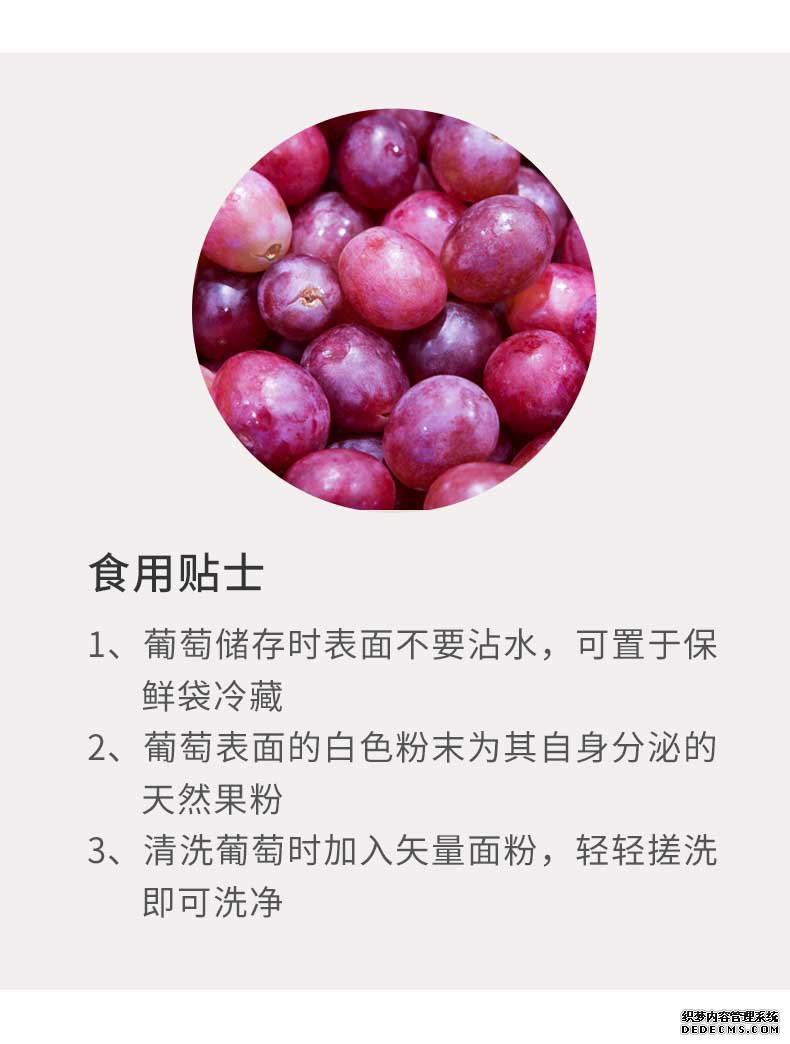 食用贴士
1、葡萄储存时表面不要沾水，可置于保
鲜袋冷藏
2、葡萄表面的白色粉末为其自身分泌的
天然果粉
3、清洗葡萄时加入矢量面粉，轻轻搓洗
即可洗净
织梦内容管理系统
DEDECMS.COM